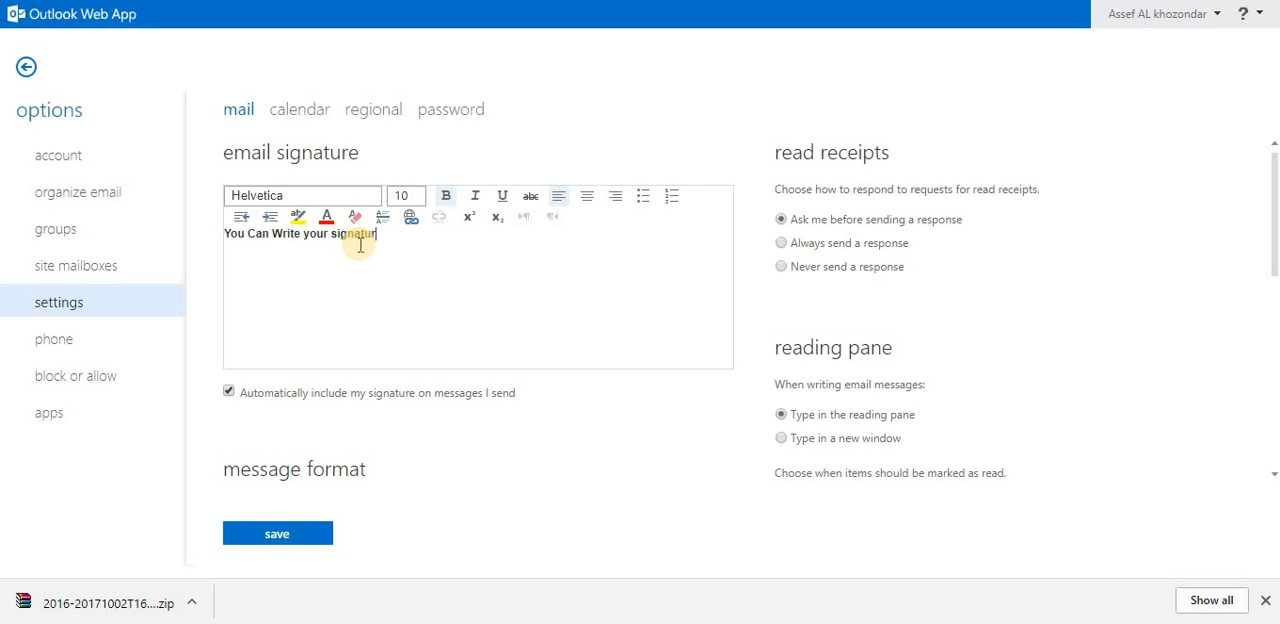 Outlook Web App
Assef AL khozondar
?
options
account
organize email
groups
site mailboxes
settings
phone
block or allow
apps
mail calendar regional password
email signature
Helvetica 10 B I U abc
You Can Write your signatur
Automatically include my signature on messages I send
message format
save
read receipts
Choose how to respond to requests for read receipts.
Ask me before sending a response
Always send a response
Never send a response
reading pane
When writing email messages:
Type in the reading pane
Type in a new window
Choose when items should be marked as read.
2016-20171002T16....zip
Show all